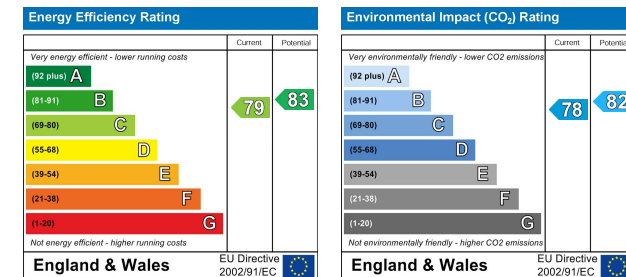 Energy Efficiency Rating
Current Potential
Very energy efficient - lower running costs
(92 plus) A
(81-91) B
(69-80) C
(55-68) D
(39-54) E
(21-38) F
(1-20) G
79
83
Not energy efficient - higher running costs
England & Wales
EU Directive
2002/91/EC
Environmental Impact (CO2) Rating
Current Potential
Very environmentally friendly - lower CO2 emissions
(92 plus) A
(81-91) B
(69-80) C
(55-68) D
(39-54) E
(21-38) F
(1-20) G
78
82
Not environmentally friendly - higher CO2 emissions
England & Wales
EU Directive
2002/91/EC